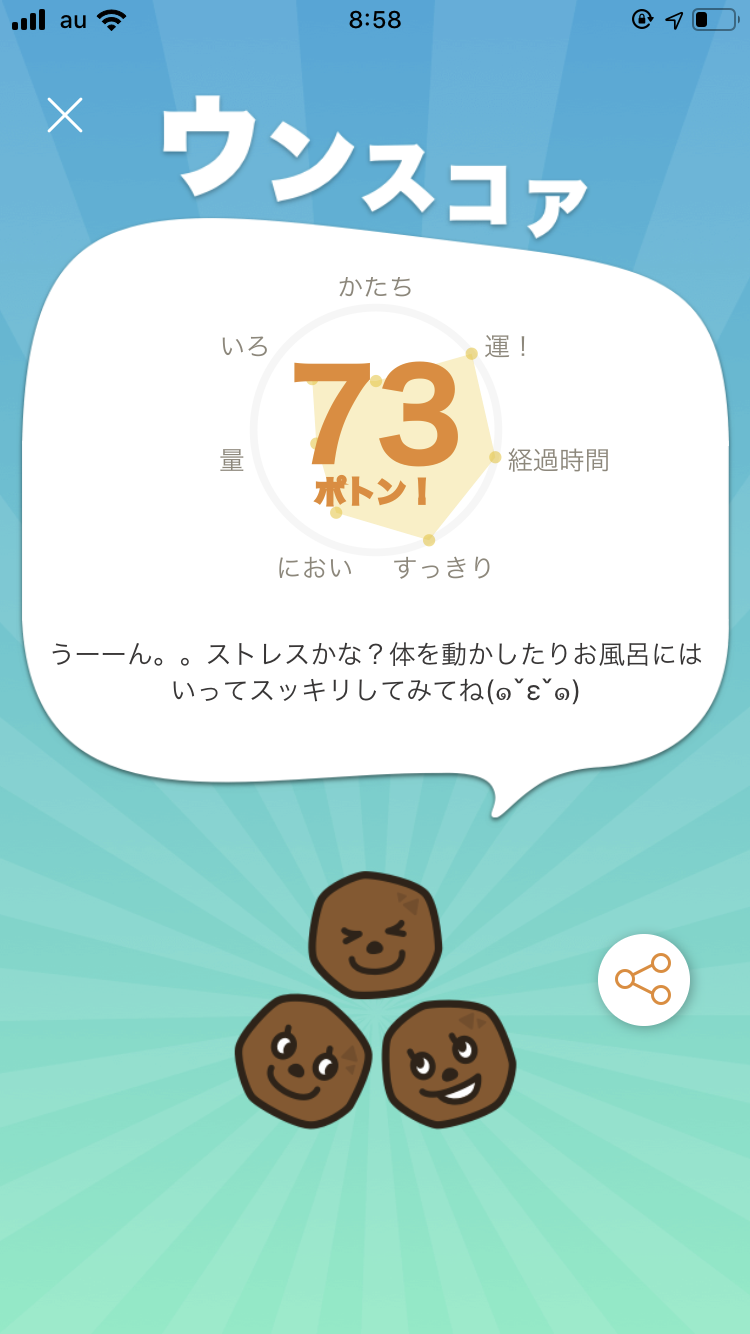 au
8:58
ウンスコア
かたち
いろ
運！
73
量
経過時間
ポトン！
におい
すっきり
うーーん。。ストレスかな？体を動かしたりお風呂には
いってスッキリしてみてね(๑˘ε˘๑)